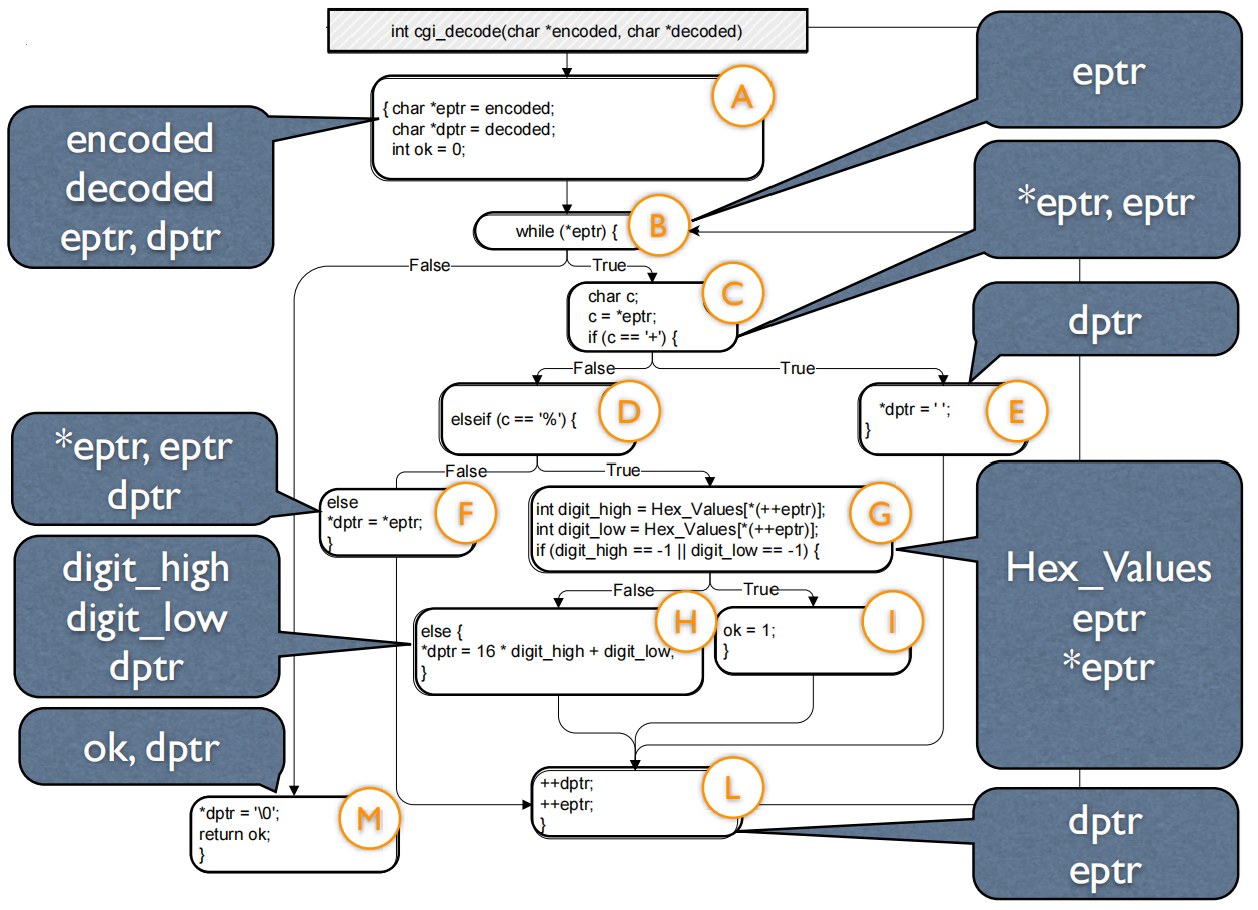 int cgi_decode(char *encoded, char *decoded)
eptr
A
{ char *eptr = encoded;
char *dptr = decoded;
int ok = 0;
encoded
decoded
eptr, dptr
*eptr, eptr
B
while (*eptr) {
False
True
C
char c;
c = *eptr;
if (c == '+') {
dptr
False
True
D
elseif (c == '%') {
E
*dptr = ' ';
}
*eptr, eptr
dptr
False
True
F
else
*dptr = *eptr;
}
G
int digit_high = Hex_Values[*(++eptr)];
int digit_low = Hex_Values[*(++eptr)];
if (digit_high == -1 || digit_low == -1) {
Hex_Values
eptr
*eptr
digit_high
digit_low
dptr
False
True
H
else {
*dptr = 16 * digit_high + digit_low;
}
I
ok = 1;
}
ok, dptr
L
++dptr;
++eptr;
}
M
*dptr = '\0';
return ok;
}
dptr
eptr